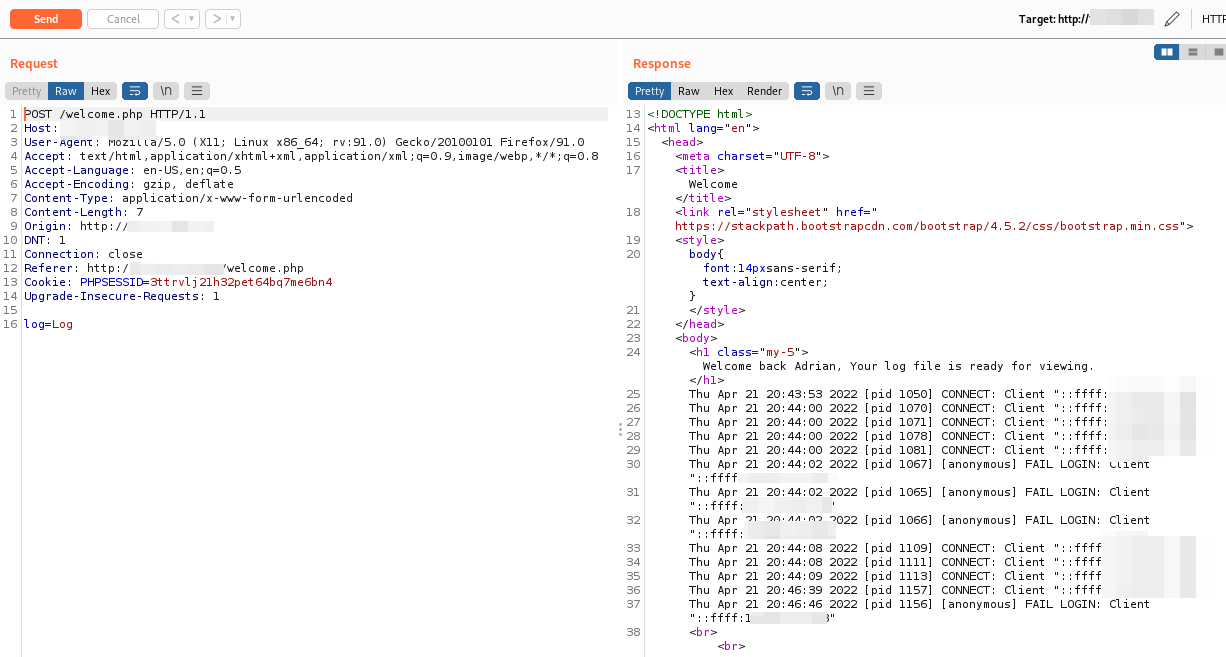 Send
Cancel
< | ▾
> | ▾
Target: http://
HTTP
Request
Response
Pretty
Raw
Hex
\n
Pretty
Raw
Hex
Render
\n
1 POST /welcome.php HTTP/1.1
2 Host:
3 User-Agent: Mozilla/5.0 (X11; Linux x86_64; rv:91.0) Gecko/20100101 Firefox/91.0
4 Accept: text/html,application/xhtml+xml,application/xml;q=0.9,image/webp,*/*;q=0.8
5 Accept-Language: en-US,en;q=0.5
6 Accept-Encoding: gzip, deflate
7 Content-Type: application/x-www-form-urlencoded
8 Content-Length: 7
9 Origin: http://
10 DNT: 1
11 Connection: close
12 Referer: http:/ /welcome.php
13 Cookie: PHPSESSID=3ttrvlj21h32pet64bq7me6bn4
14 Upgrade-Insecure-Requests: 1
15
16 log=Log
13 <!DOCTYPE html>
14 <html lang="en">
15 <head>
16 <meta charset="UTF-8">
17 <title>
Welcome
</title>
18 <link rel="stylesheet" href="
https://stackpath.bootstrapcdn.com/bootstrap/4.5.2/css/bootstrap.min.css">
19 <style>
20 body{
font:14pxsans-serif;
text-align:center;
}
21 </style>
22 </head>
23 <body>
24 <h1 class="my-5">
Welcome back Adrian, Your log file is ready for viewing.
</h1>
25 Thu Apr 21 20:43:53 2022 [pid 1050] CONNECT: Client "::ffff:
26 Thu Apr 21 20:44:00 2022 [pid 1070] CONNECT: Client "::ffff:
27 Thu Apr 21 20:44:00 2022 [pid 1071] CONNECT: Client "::ffff:
28 Thu Apr 21 20:44:00 2022 [pid 1078] CONNECT: Client "::ffff:
29 Thu Apr 21 20:44:00 2022 [pid 1081] CONNECT: Client "::ffff:
30 Thu Apr 21 20:44:02 2022 [pid 1067] [anonymous] FAIL LOGIN: Client
"::ffff
31 Thu Apr 21 20:44:02 2022 [pid 1065] [anonymous] FAIL LOGIN: Client
"::ffff:
32 Thu Apr 21 20:44:02 2022 [pid 1066] [anonymous] FAIL LOGIN: Client
"::ffff:
33 Thu Apr 21 20:44:08 2022 [pid 1109] CONNECT: Client "::ffff
34 Thu Apr 21 20:44:08 2022 [pid 1111] CONNECT: Client "::ffff
35 Thu Apr 21 20:44:09 2022 [pid 1113] CONNECT: Client "::ffff
36 Thu Apr 21 20:46:39 2022 [pid 1157] CONNECT: Client "::ffff
37 Thu Apr 21 20:46:46 2022 [pid 1156] [anonymous] FAIL LOGIN: Client
"::ffff:1 "
38 <br>
<br>